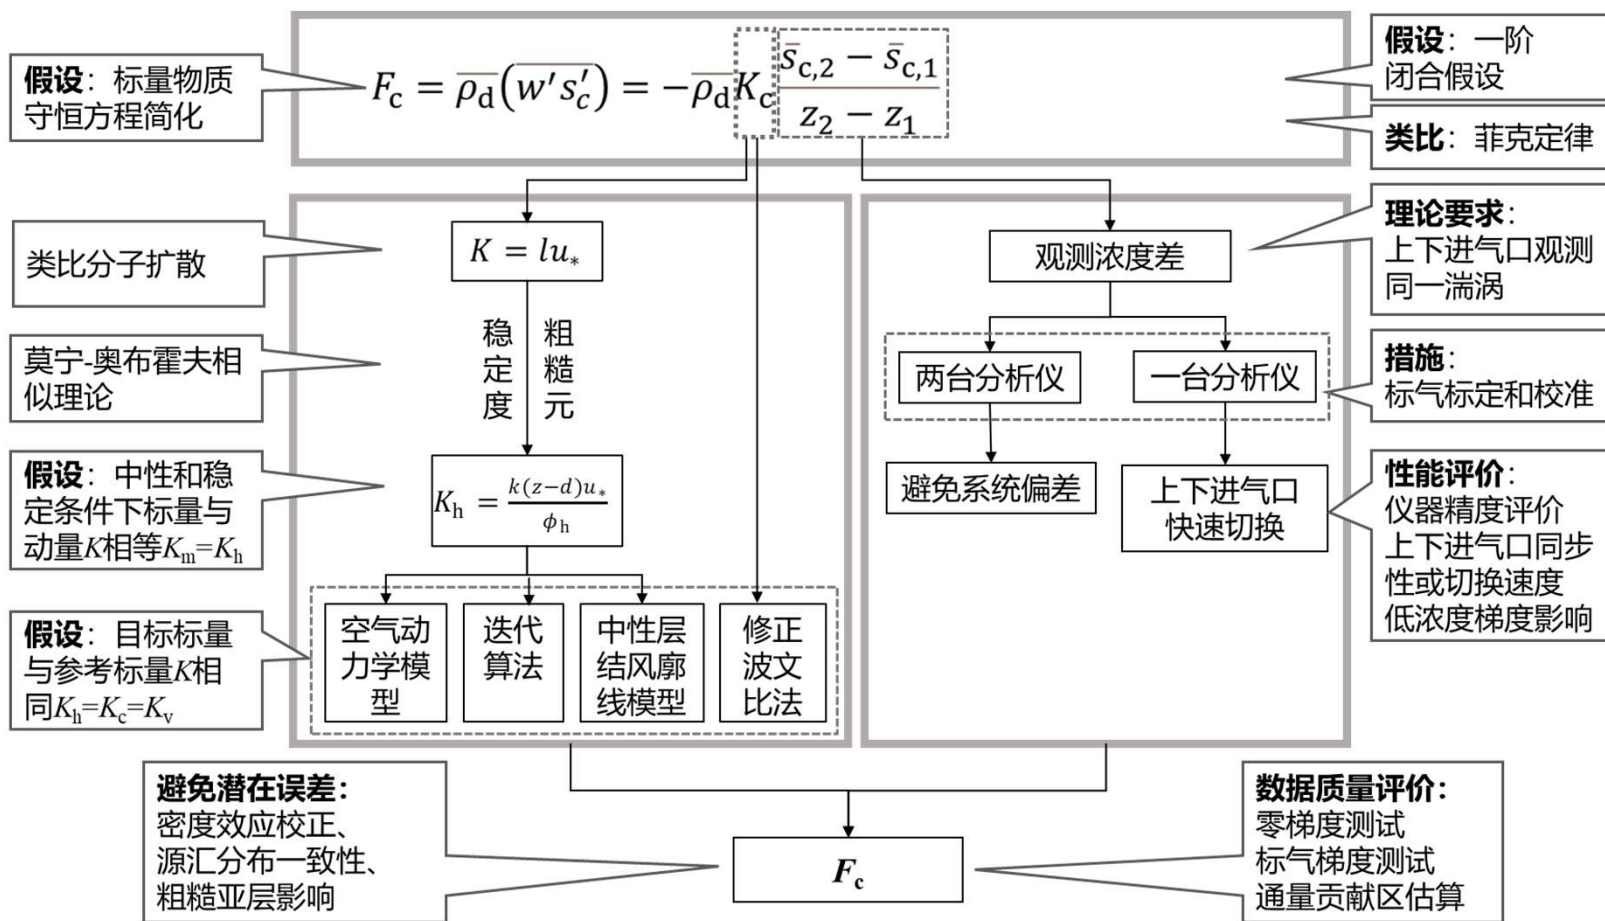 假设：标量物质
守恒方程简化
F_c = \overline{ρ_d}(\overline{w′s_c′}) = −\overline{ρ_d}K_c \frac{\bar{s}_{c,2} − \bar{s}_{c,1}}{z_2 − z_1}
假设：一阶
闭合假设
类比：菲克定律
类比分子扩散
K = lu_*
稳定度
粗糙元
莫宁-奥布霍夫相
似理论
假设：中性和稳
定条件下标量与
动量K相等K_m=K_h
K_h = \frac{k(z−d)u_*}{ϕ_h}
假设：目标标量
与参考标量K相
同K_h=K_c=K_v
空气动
力学模
型
迭代
算法
中性层
结风廓
线模型
修正
波文
比法
观测浓度差
理论要求：
上下进气口观测
同一湍涡
两台分析仪
一台分析仪
措施：
标气标定和校准
避免系统偏差
上下进气口
快速切换
性能评价：
仪器精度评价
上下进气口同步
性或切换速度
低浓度梯度影响
避免潜在误差：
密度效应校正、
源汇分布一致性、
粗糙亚层影响
F_c
数据质量评价：
零梯度测试
标气梯度测试
通量贡献区估算